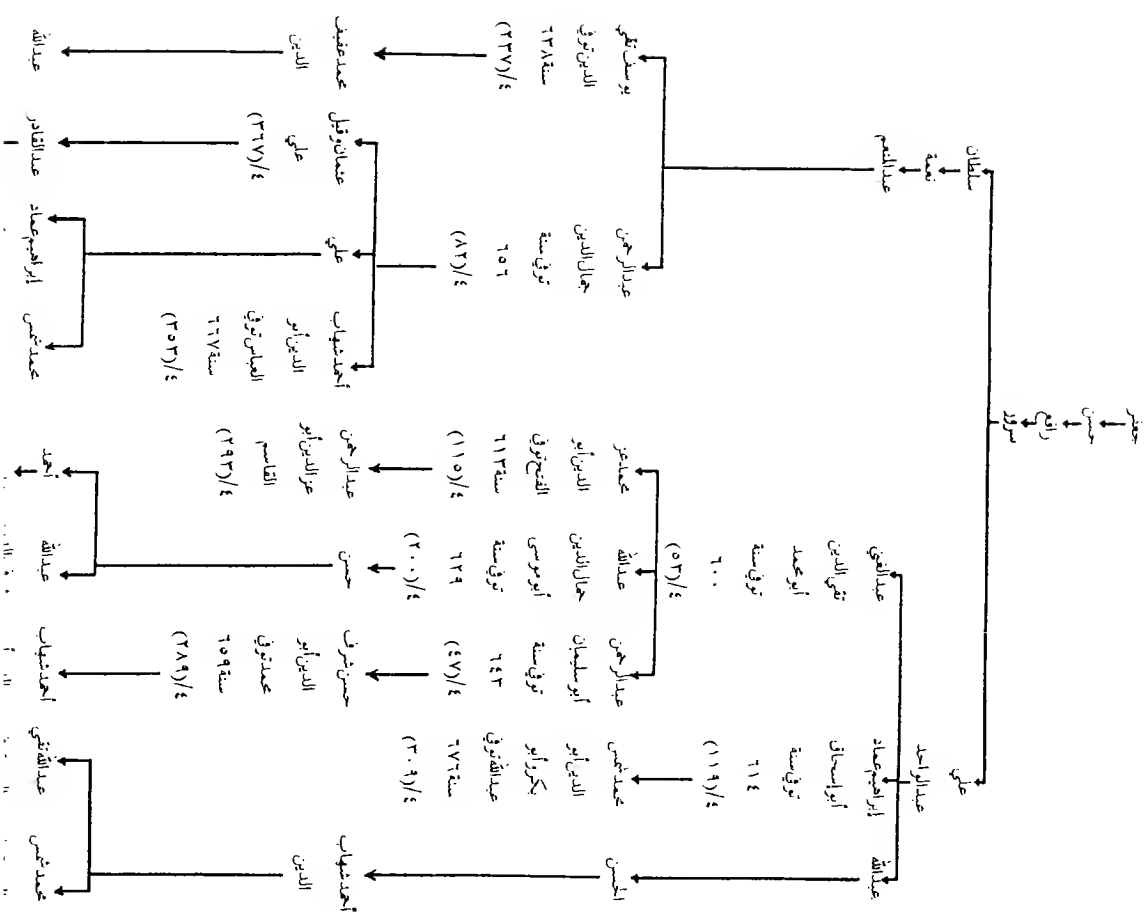 جعفر
حسن
رافع
سرور
سلطان
نعمة
عبدالمنعم
علي
عبدالواحد
يوسف تقي
الدين توفي
سنة ٦٣٨
٤/(٢٣٧)
عبدالرحمن
جمال الدين
توفي سنة
٦٥٦
٤/(٨٢)
عبدالغني
تقي الدين
أبو محمد
توفي سنة
٦٠٠
٤/(٥٣)
إبراهيم عماد
أبو إسحاق
توفي سنة
٦١٤
٤/(١١٩)
عبدالله
محمد عفيف
الدين
عثمان وقيل
علي
٤/(٣٦٧)
علي
أحمد شهاب
الدين أبو
العباس توفي
سنة ٦٦٧
٤/(٣٥٣)
محمد عز
الدين أبو
الفتح توفي
سنة ٦١٣
٤/(١١٥)
عبدالله
جمال الدين
أبو موسى
توفي سنة
٦٢٩
٤/(٢٠٠)
عبدالرحمن
أبو سليمان
توفي سنة
٦٤٣
٤/(٤٧)
محمد شمس
الدين أبو
بكر وأبو
عبدالله توفي
سنة ٦٧٦
٤/(٣٠٩)
الحسن
عبدالرحمن
عز الدين أبو
القاسم
٤/(٢٩٣)
حسن
حسن شرف
الدين أبو
محمد توفي
سنة ٦٥٩
٤/(٢٨٩)
أحمد شهاب
الدين
عبدالله
عبدالقادر
إبراهيم عماد
محمد شمس
أحمد
عبدالله
أحمد شهاب
عبدالله تقي
محمد شمس